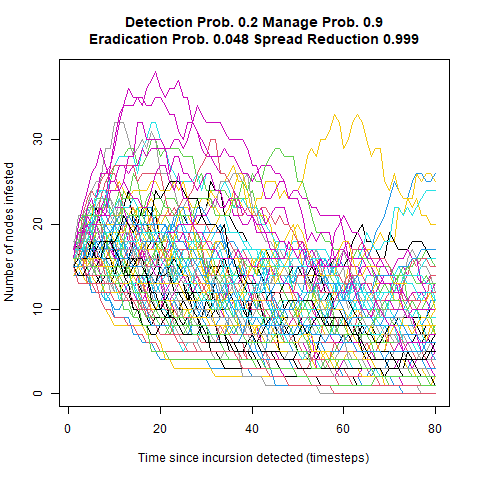 Detection Prob. 0.2 Manage Prob. 0.9
Eradication Prob. 0.048 Spread Reduction 0.999
Number of nodes infested
30
20
10
0
0 20 40 60 80
Time since incursion detected (timesteps)